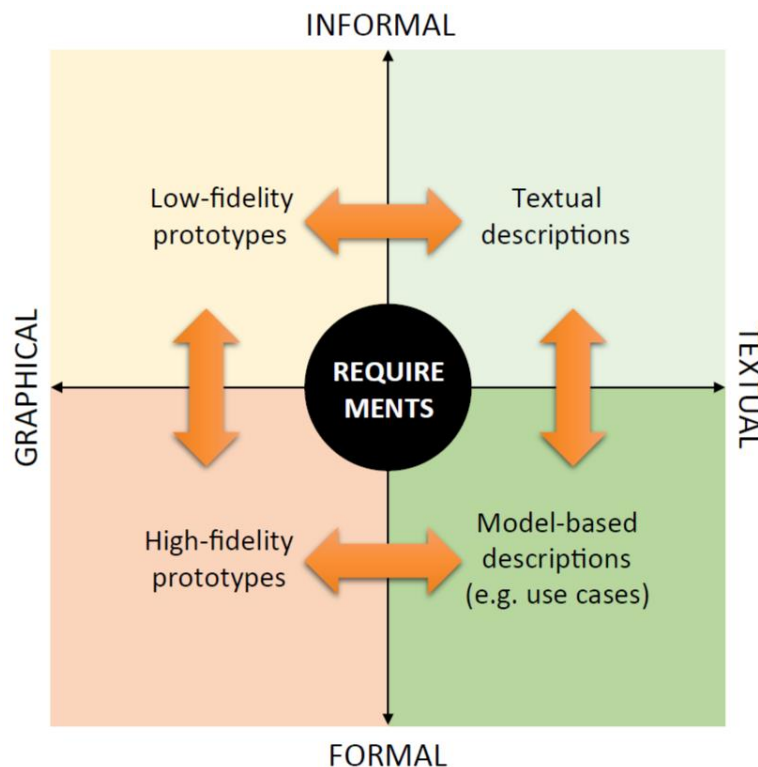 INFORMAL
Low-fidelity
prototypes
Textual
descriptions
GRAPHICAL
REQUIRE
MENTS
TEXTUAL
High-fidelity
prototypes
Model-based
descriptions
(e.g. use cases)
FORMAL